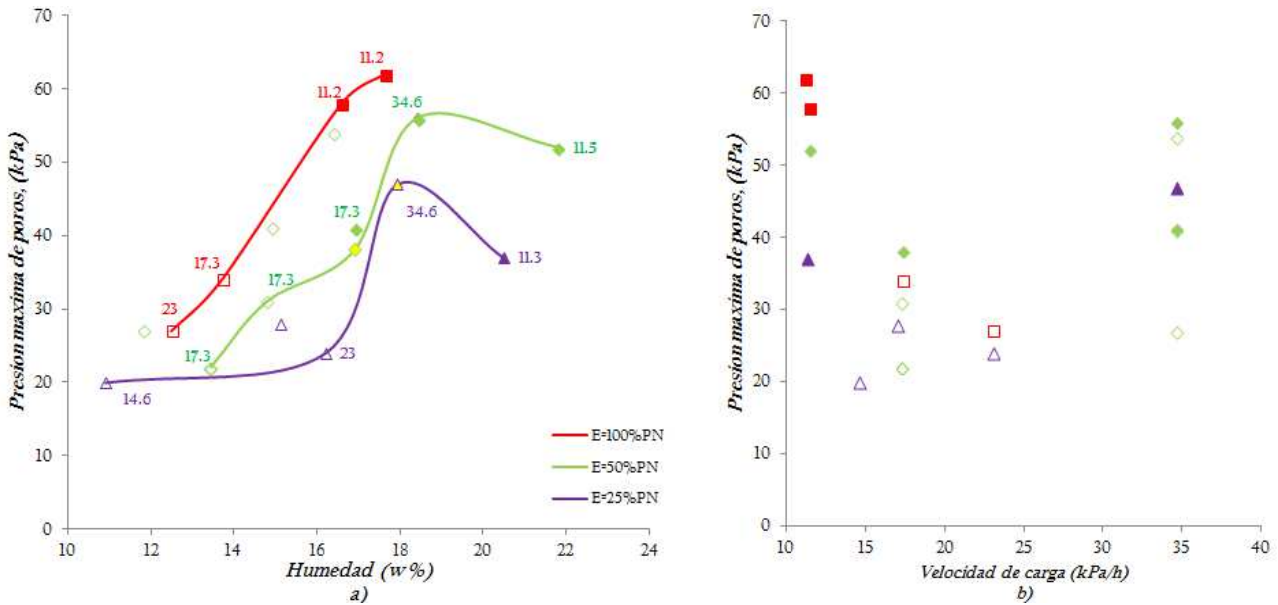 70
60
50
40
30
20
10
0
Presion maxima de poros, (kPa)
11.2
11.2
34.6
11.5
17.3
17.3
34.6
17.3
11.3
23
17.3
23
14.6
E=100%PN
E=50%PN
E=25%PN
10 12 14 16 18 20 22 24
Humedad (w%)
a)
70
60
50
40
30
20
10
0
Presion maxima de poros, (kPa)
10 15 20 25 30 35 40
Velocidad de carga (kPa/h)
b)